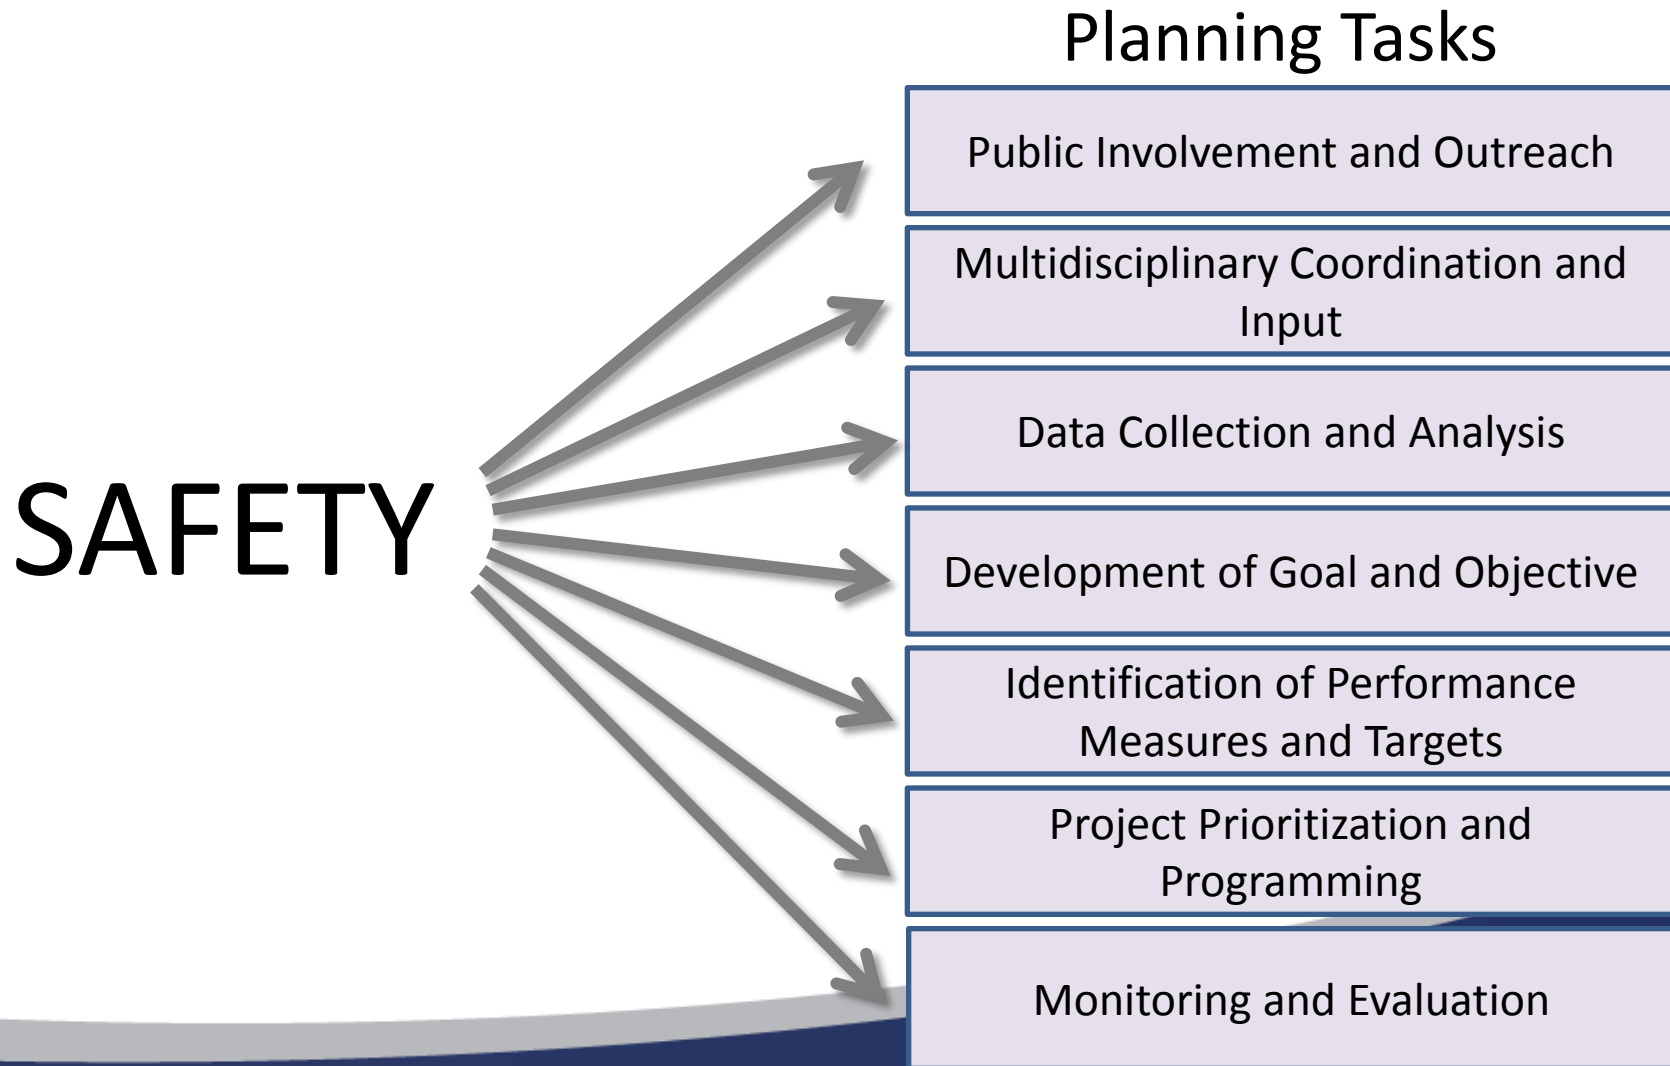 Planning Tasks
Public Involvement and Outreach
Multidisciplinary Coordination and
Input
Data Collection and Analysis
SAFETY
Development of Goal and Objective
Identification of Performance
Measures and Targets
Project Prioritization and
Programming
Monitoring and Evaluation